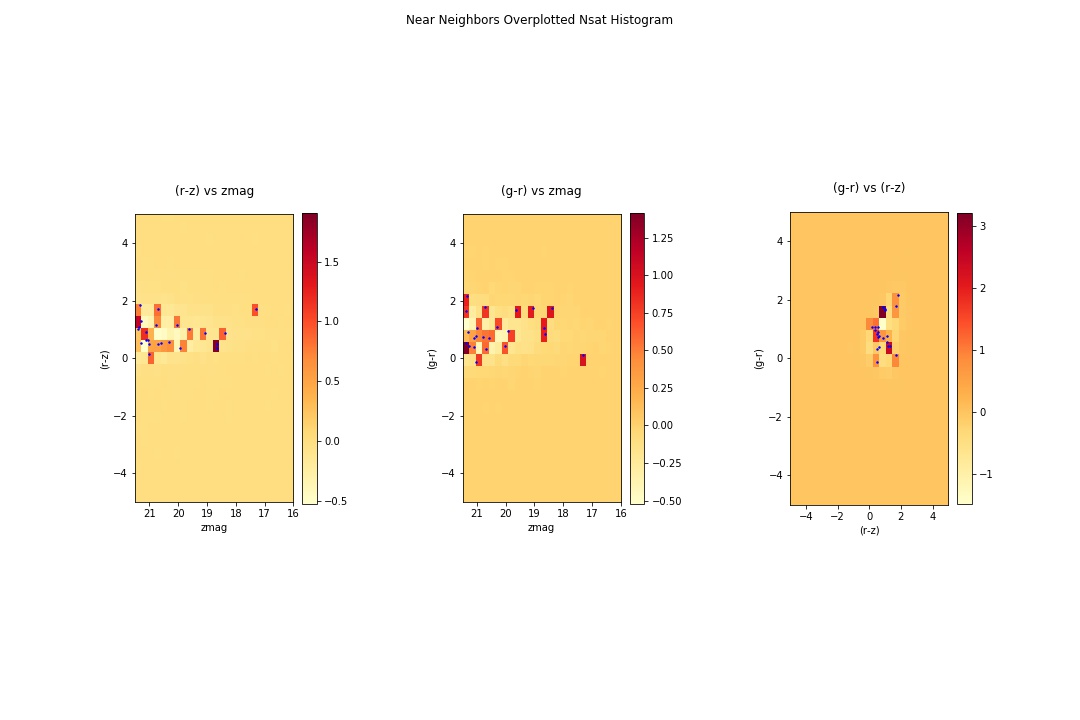 Near Neighbors Overplotted Nsat Histogram
(r-z) vs zmag
4
2
0
−2
−4
(r-z)
21 20 19 18 17 16
zmag
1.5
1.0
0.5
0.0
−0.5
(g-r) vs zmag
4
2
0
−2
−4
(g-r)
21 20 19 18 17 16
zmag
1.25
1.00
0.75
0.50
0.25
0.00
−0.25
−0.50
(g-r) vs (r-z)
4
2
0
−2
−4
(g-r)
−4 −2 0 2 4
(r-z)
3
2
1
0
−1